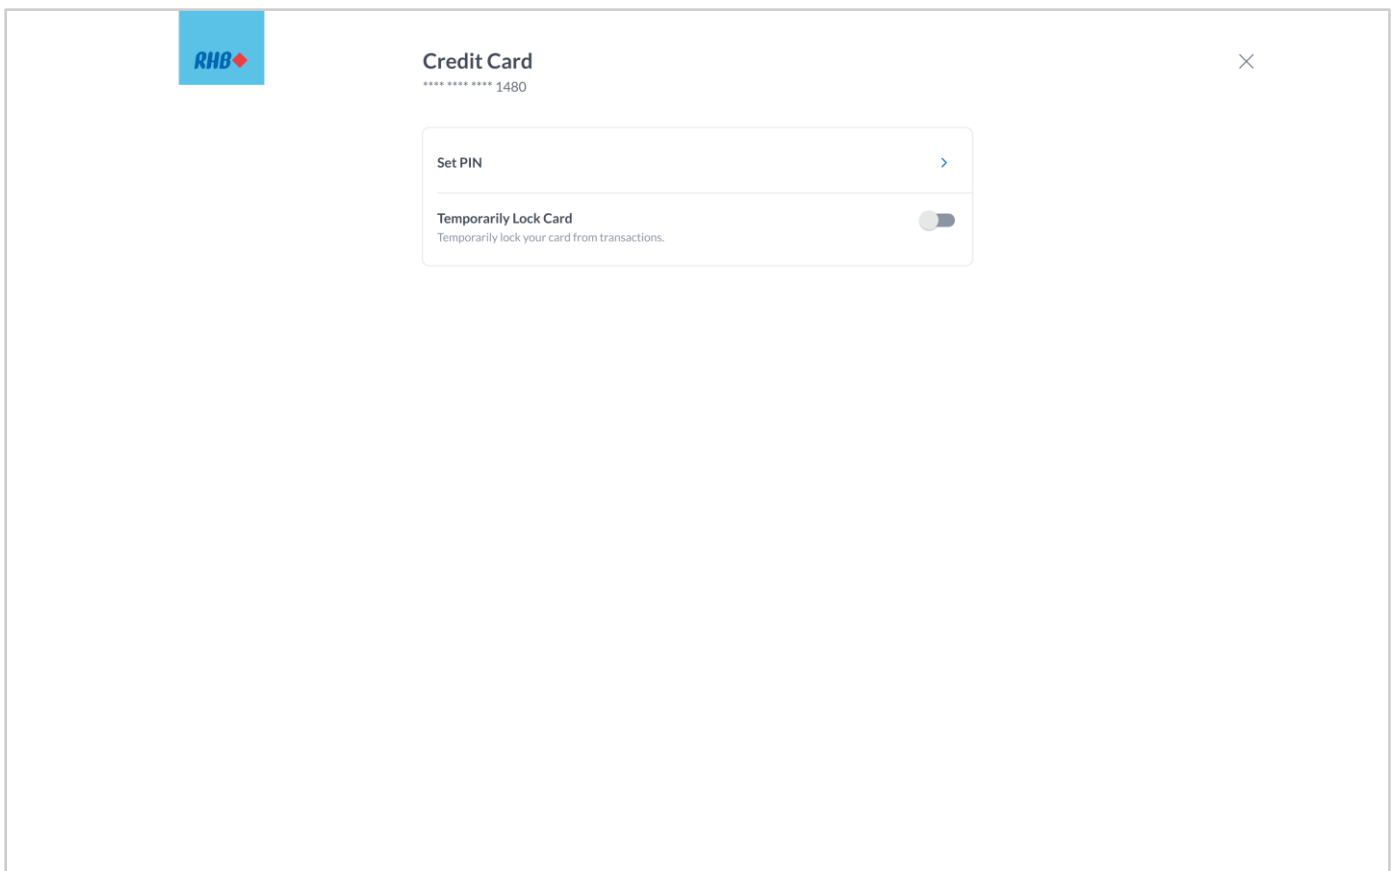 RHB
Credit Card
**** **** **** 1480
Set PIN
Temporarily Lock Card
Temporarily lock your card from transactions.